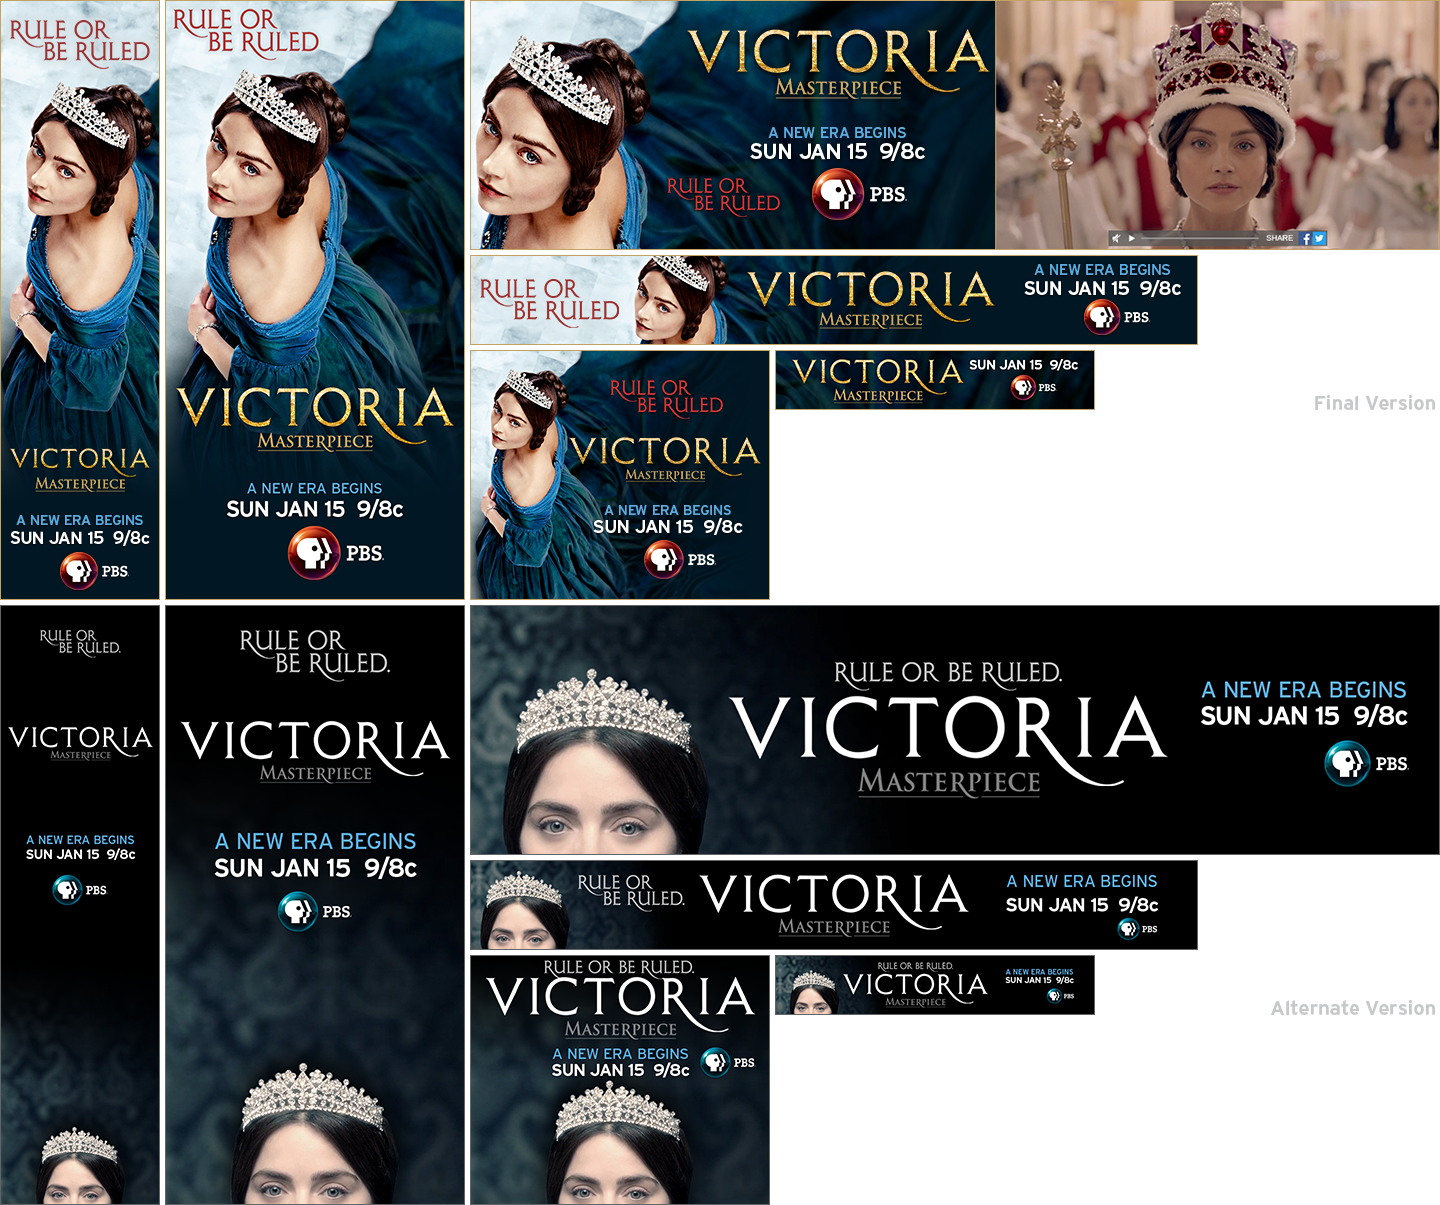 RULE OR
BE RULED
VICTORIA
MASTERPIECE
A NEW ERA BEGINS
SUN JAN 15 9/8c
PBS.
RULE OR
BE RULED
VICTORIA
MASTERPIECE
A NEW ERA BEGINS
SUN JAN 15 9/8c
PBS.
VICTORIA
MASTERPIECE
A NEW ERA BEGINS
SUN JAN 15 9/8c
RULE OR
BE RULED
PBS.
SHARE
RULE OR
BE RULED
VICTORIA
MASTERPIECE
A NEW ERA BEGINS
SUN JAN 15 9/8c
PBS.
RULE OR
BE RULED
VICTORIA
MASTERPIECE
A NEW ERA BEGINS
SUN JAN 15 9/8c
PBS.
VICTORIA
MASTERPIECE
SUN JAN 15 9/8c
PBS.
Final Version
RULE OR
BE RULED.
VICTORIA
MASTERPIECE
A NEW ERA BEGINS
SUN JAN 15 9/8c
PBS.
RULE OR
BE RULED.
VICTORIA
MASTERPIECE
A NEW ERA BEGINS
SUN JAN 15 9/8c
PBS.
RULE OR BE RULED.
VICTORIA
MASTERPIECE
A NEW ERA BEGINS
SUN JAN 15 9/8c
PBS.
RULE OR
BE RULED.
VICTORIA
MASTERPIECE
A NEW ERA BEGINS
SUN JAN 15 9/8c
PBS
RULE OR BE RULED.
VICTORIA
MASTERPIECE
A NEW ERA BEGINS
SUN JAN 15 9/8c
PBS.
RULE OR BE RULED.
VICTORIA
MASTERPIECE
A NEW ERA BEGINS
SUN JAN 15 9/8c
PBS
Alternate Version